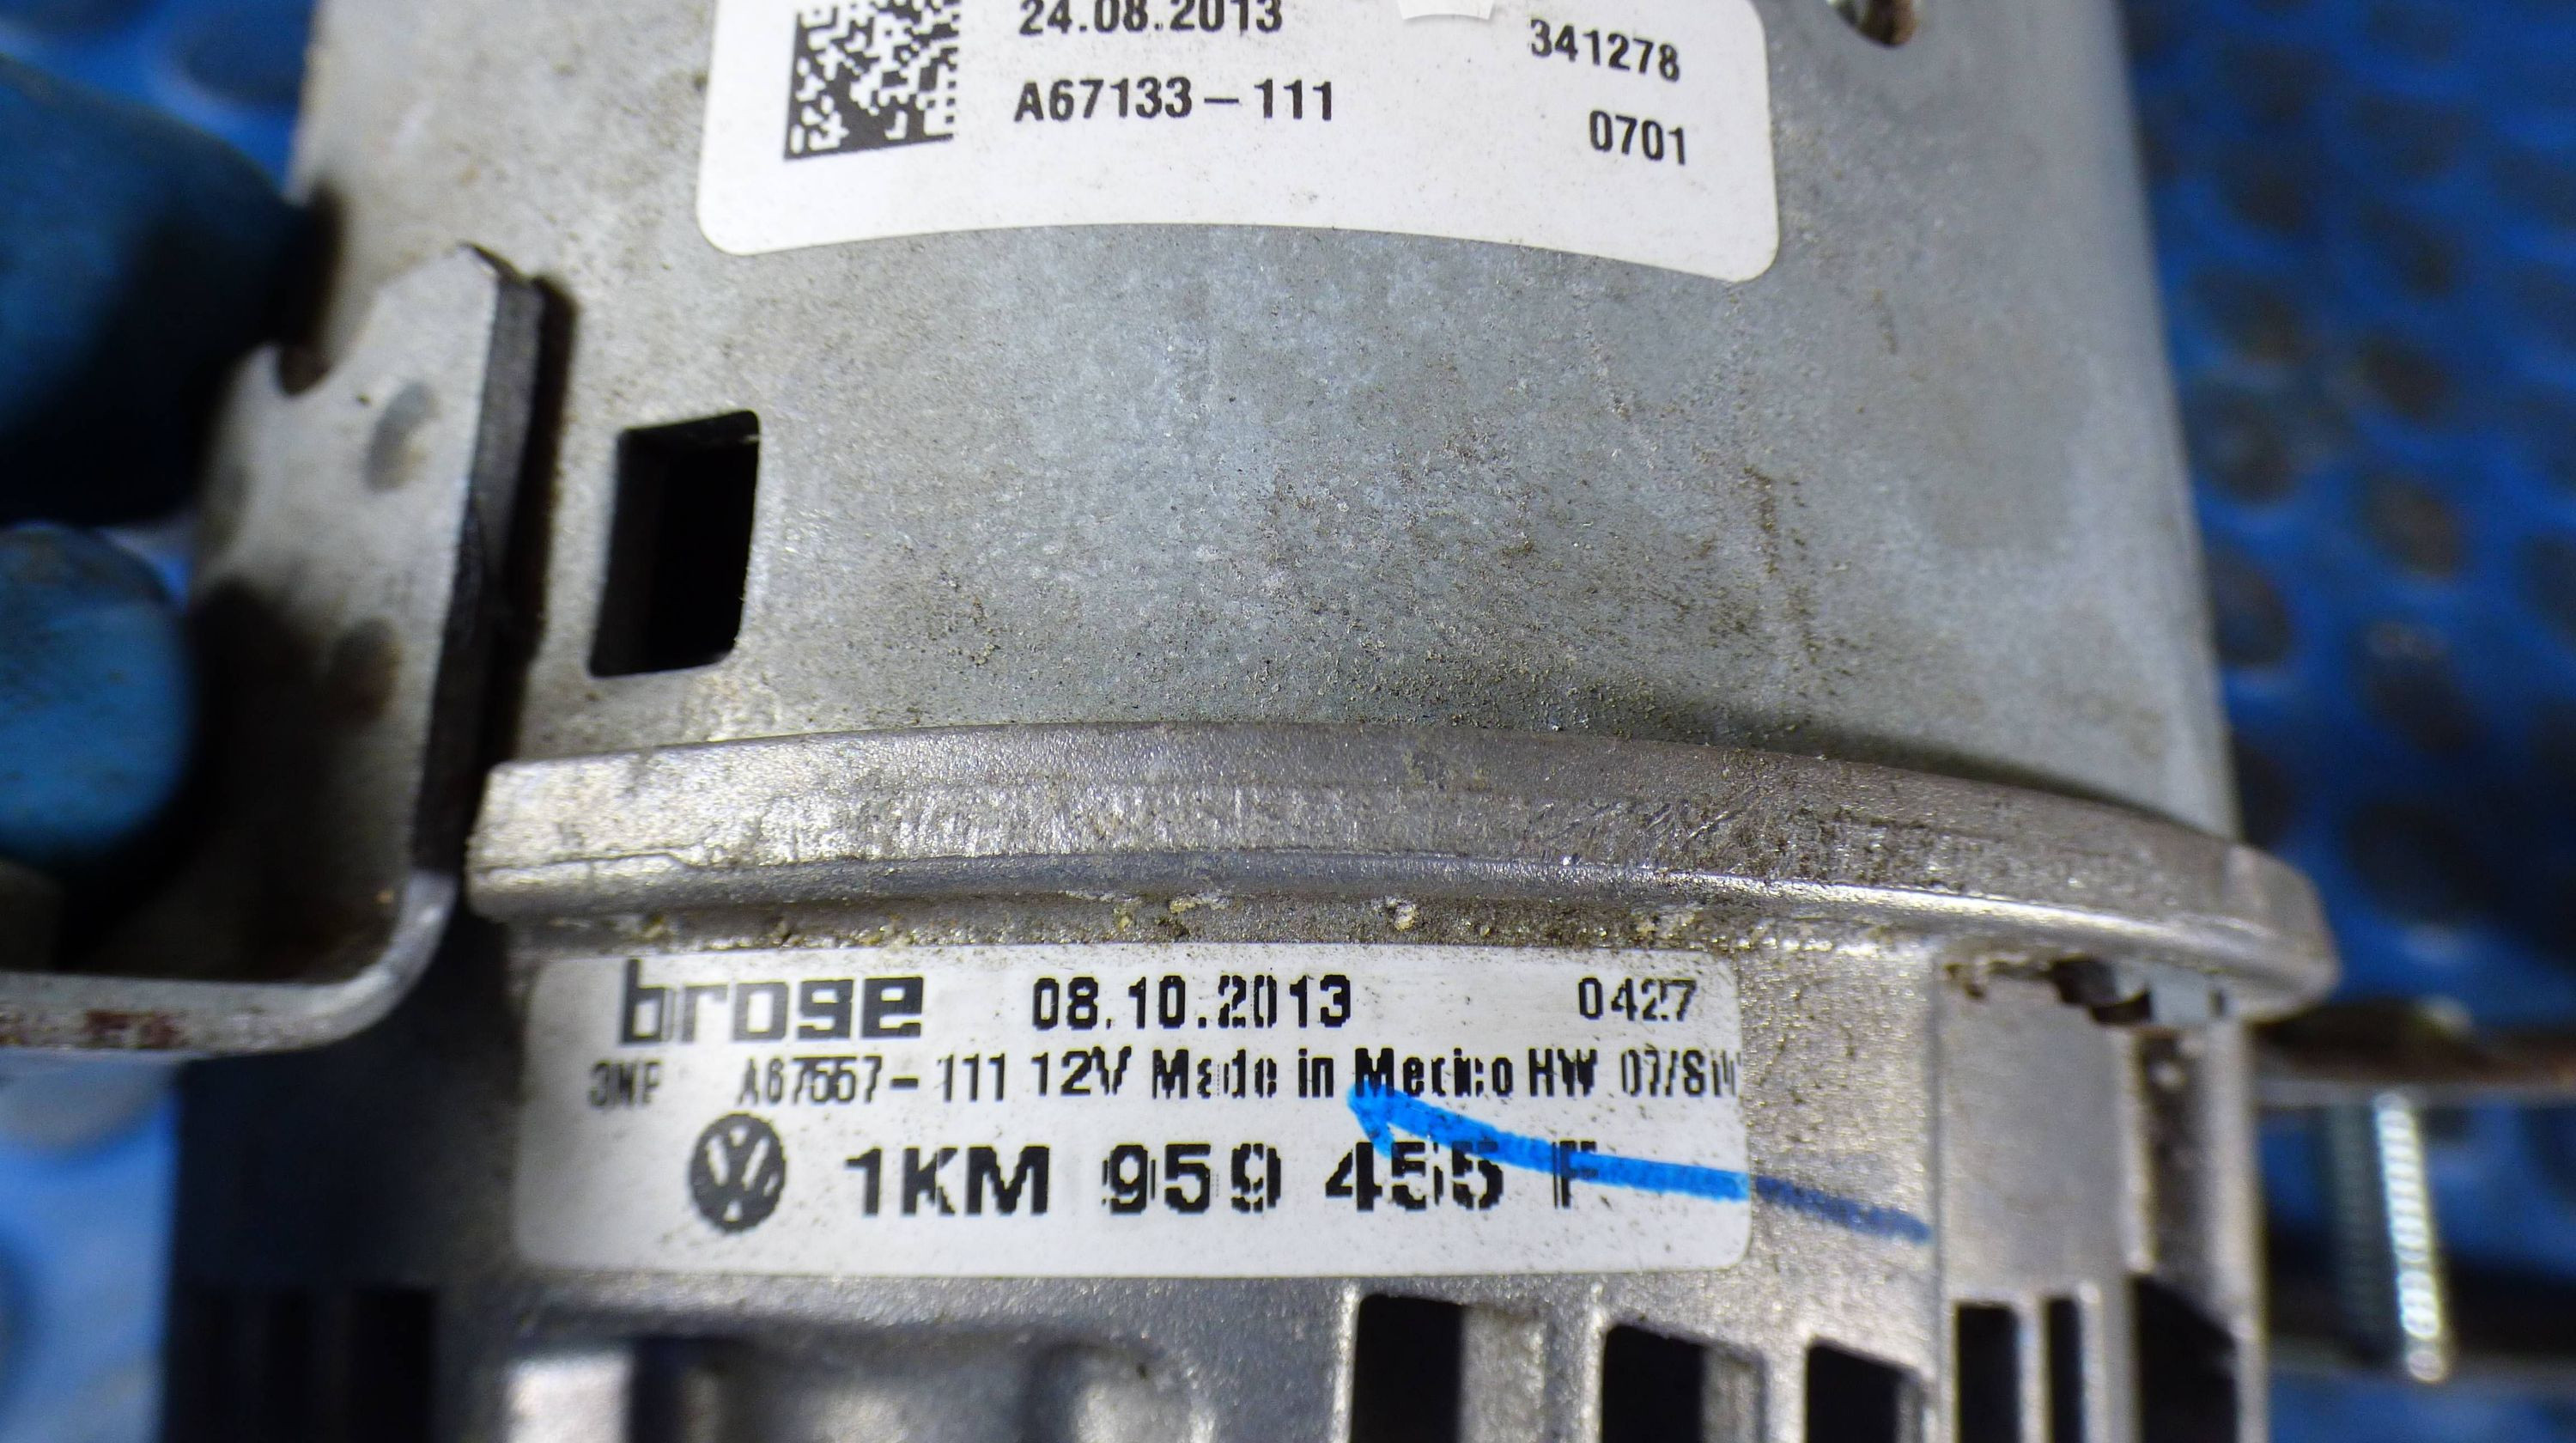 24.08.2013 341278
A67133-111 0701
brose 08.10.2013 0427
A67557-111 12V Made in Mexico HW 07/
1KM 959 455 F